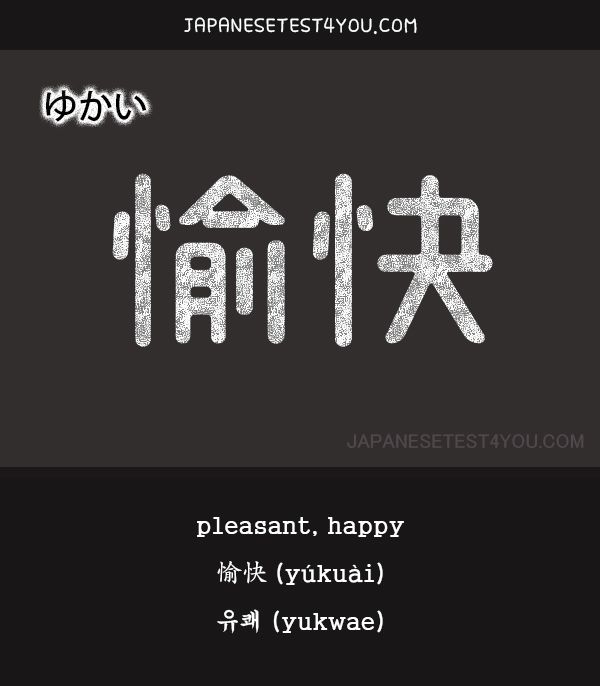 JAPANESETEST4YOU.COM
ゆかい
愉快
JAPANESETEST4YOU.COM
pleasant, happy
愉快 (yúkuài)
유쾌 (yukwae)